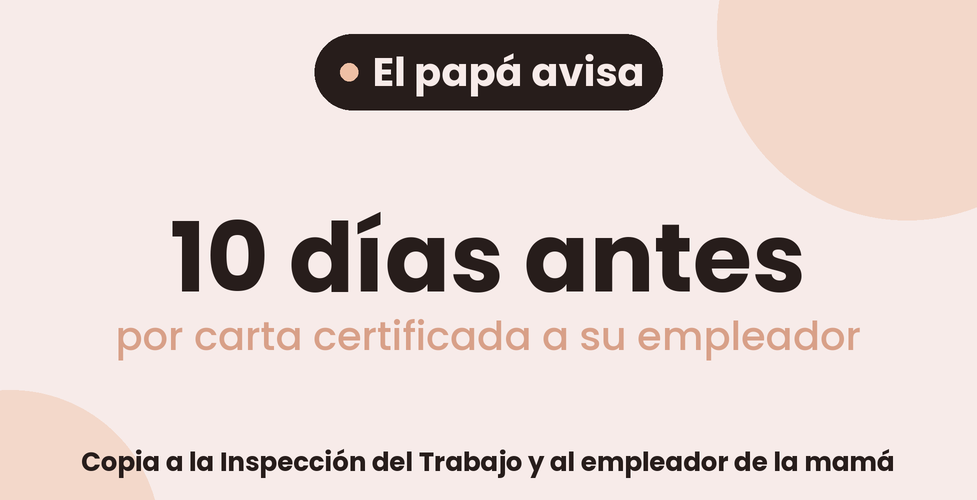 El papá avisa
10 días antes
por carta certificada a su empleador
Copia a la Inspección del Trabajo y al empleador de la mamá